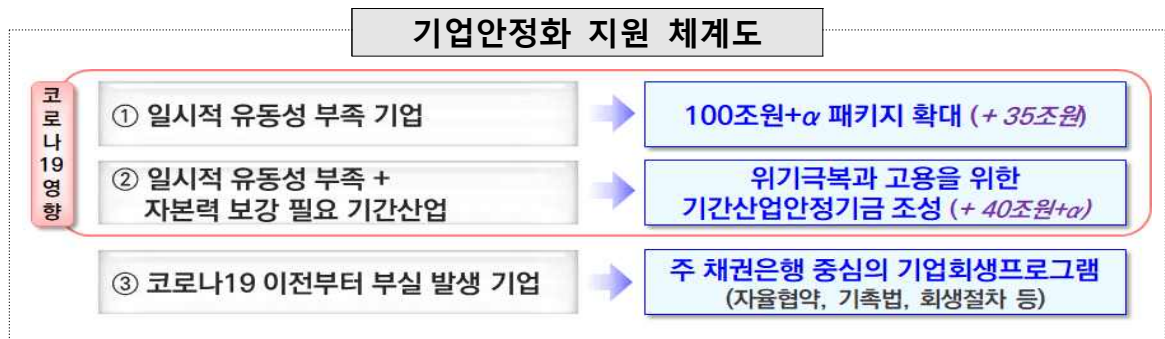 기업안정화 지원 체계도
코로나19영향
① 일시적 유동성 부족 기업
100조원+α 패키지 확대 (+ 35조원)
② 일시적 유동성 부족 +
자본력 보강 필요 기간산업
위기극복과 고용을 위한
기간산업안정기금 조성 (+ 40조원+α)
③ 코로나19 이전부터 부실 발생 기업
주 채권은행 중심의 기업회생프로그램
(자율협약, 기촉법, 회생절차 등)